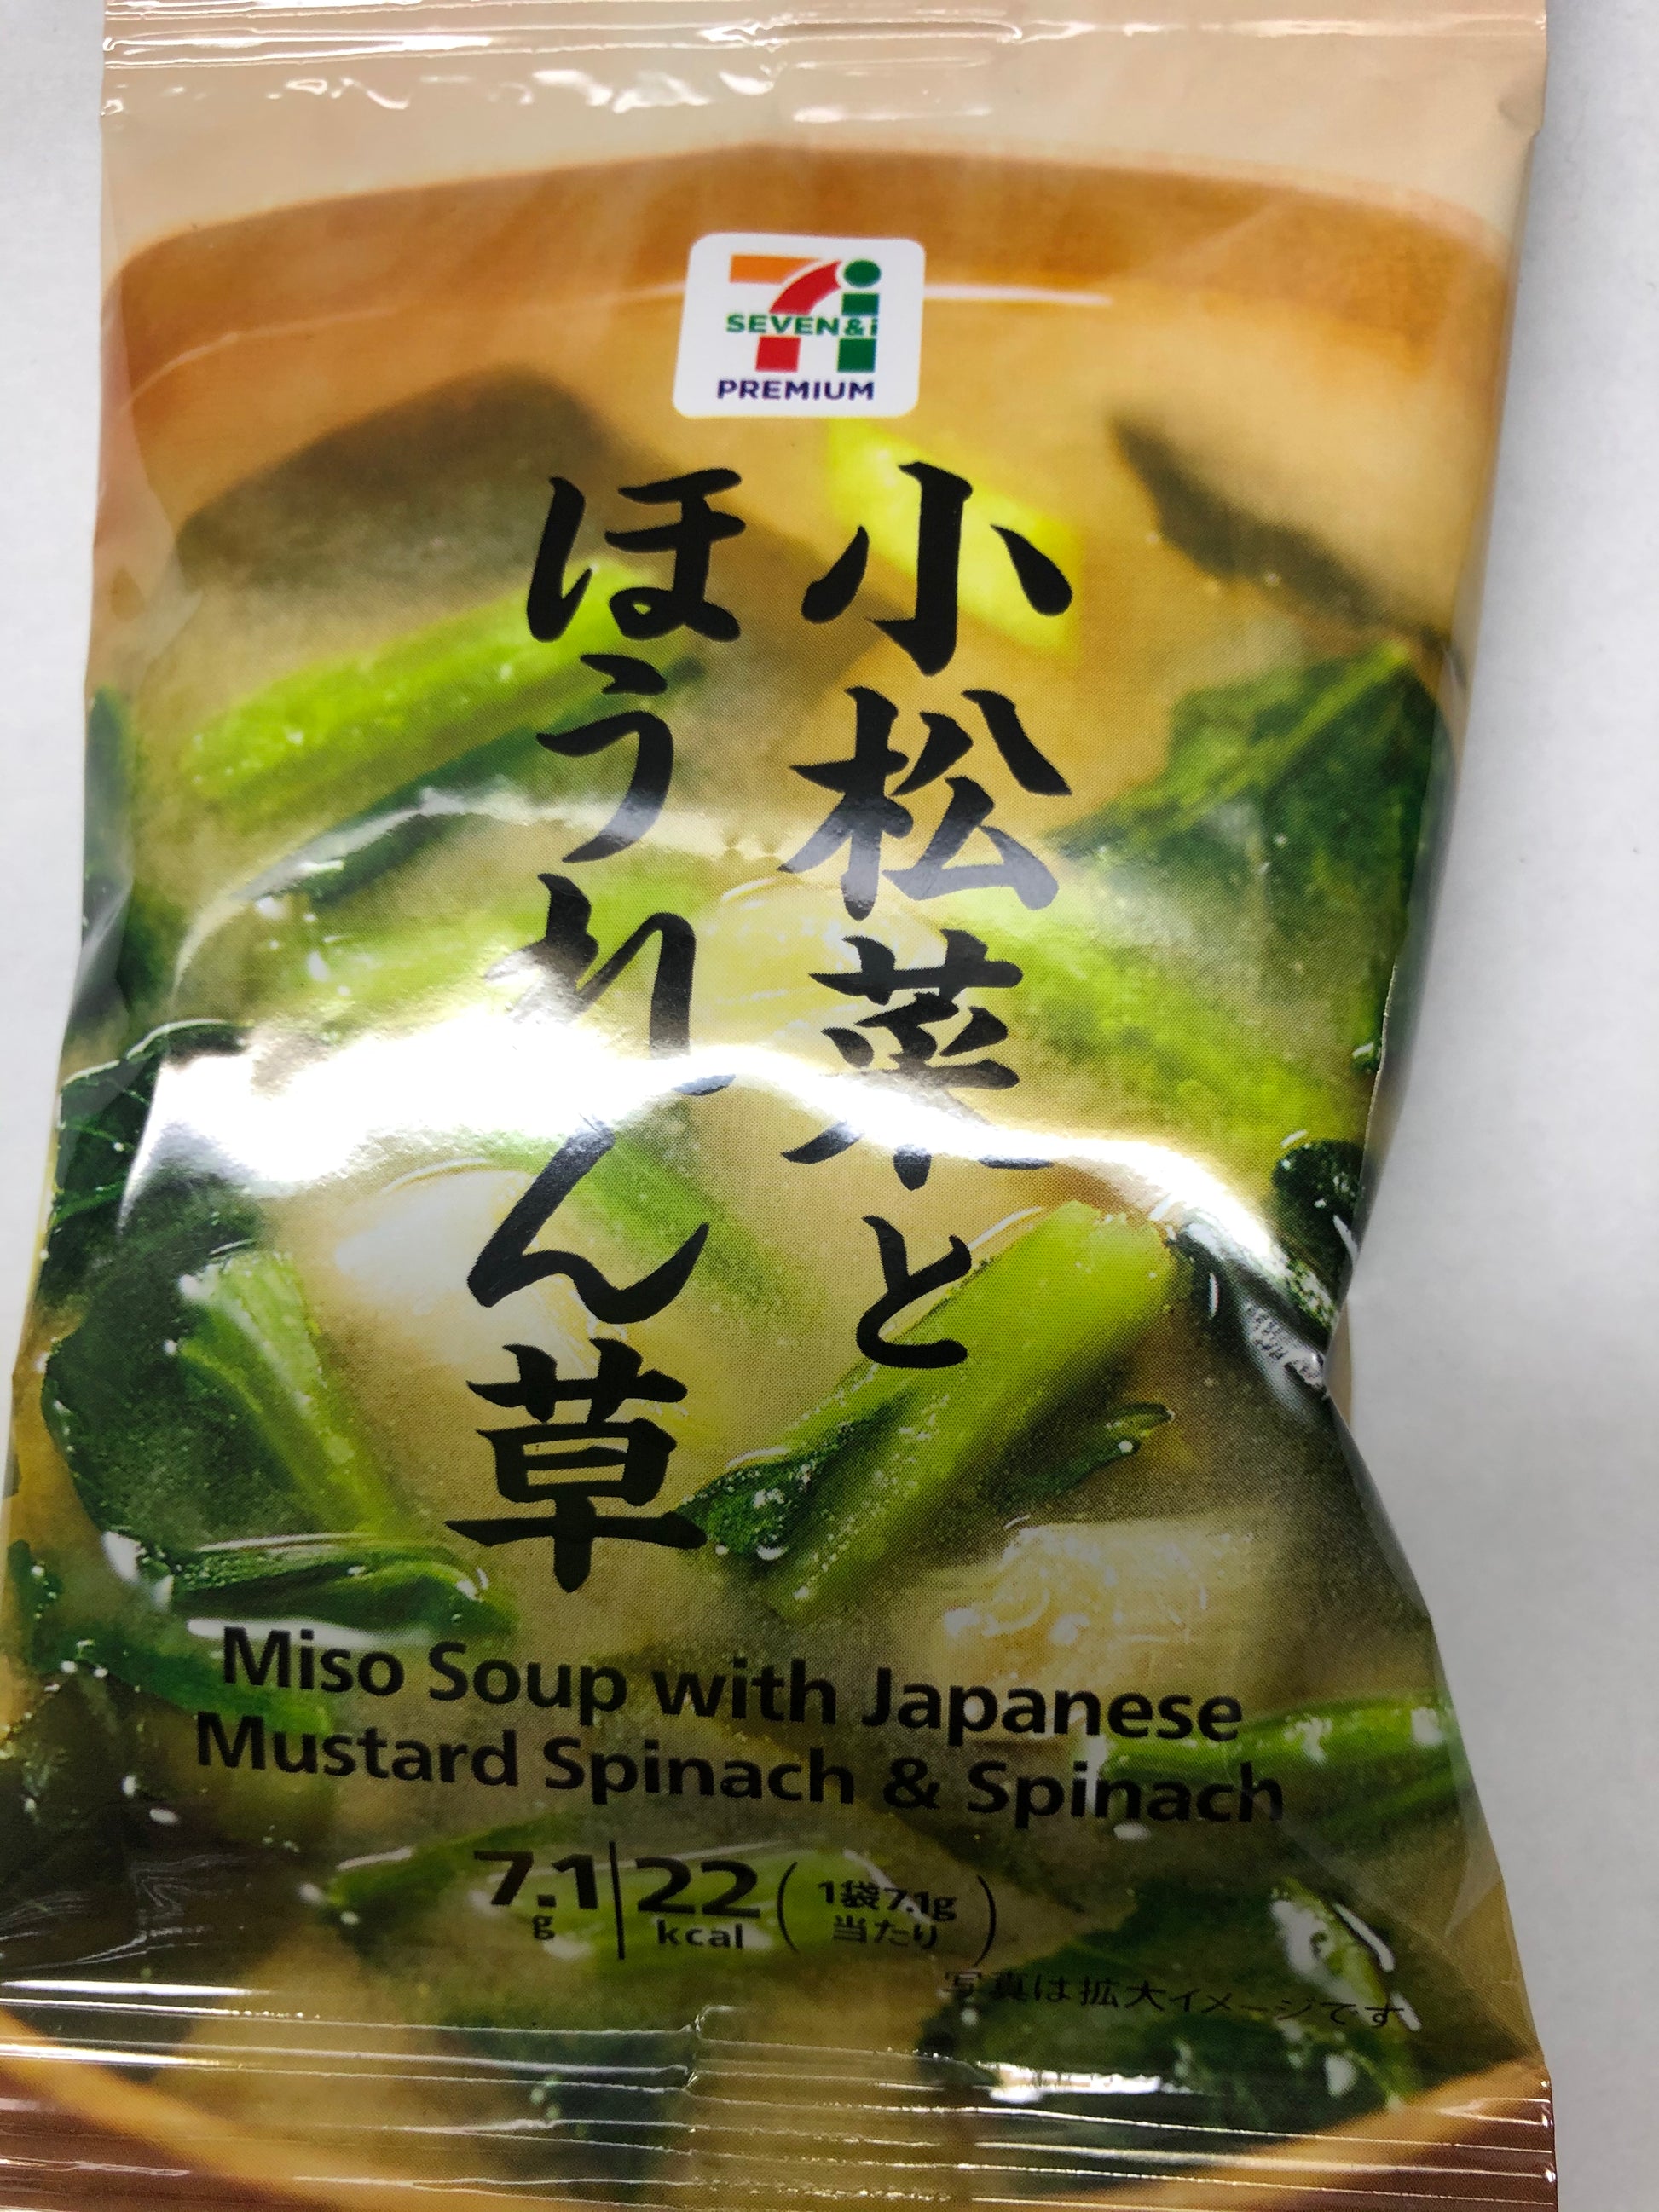 SEVEN&i
PREMIUM
小松菜と
ほうれん草
Miso Soup with Japanese
Mustard Spinach & Spinach
7.1g 22kcal (1袋7.1g当たり)
写真は拡大イメージです